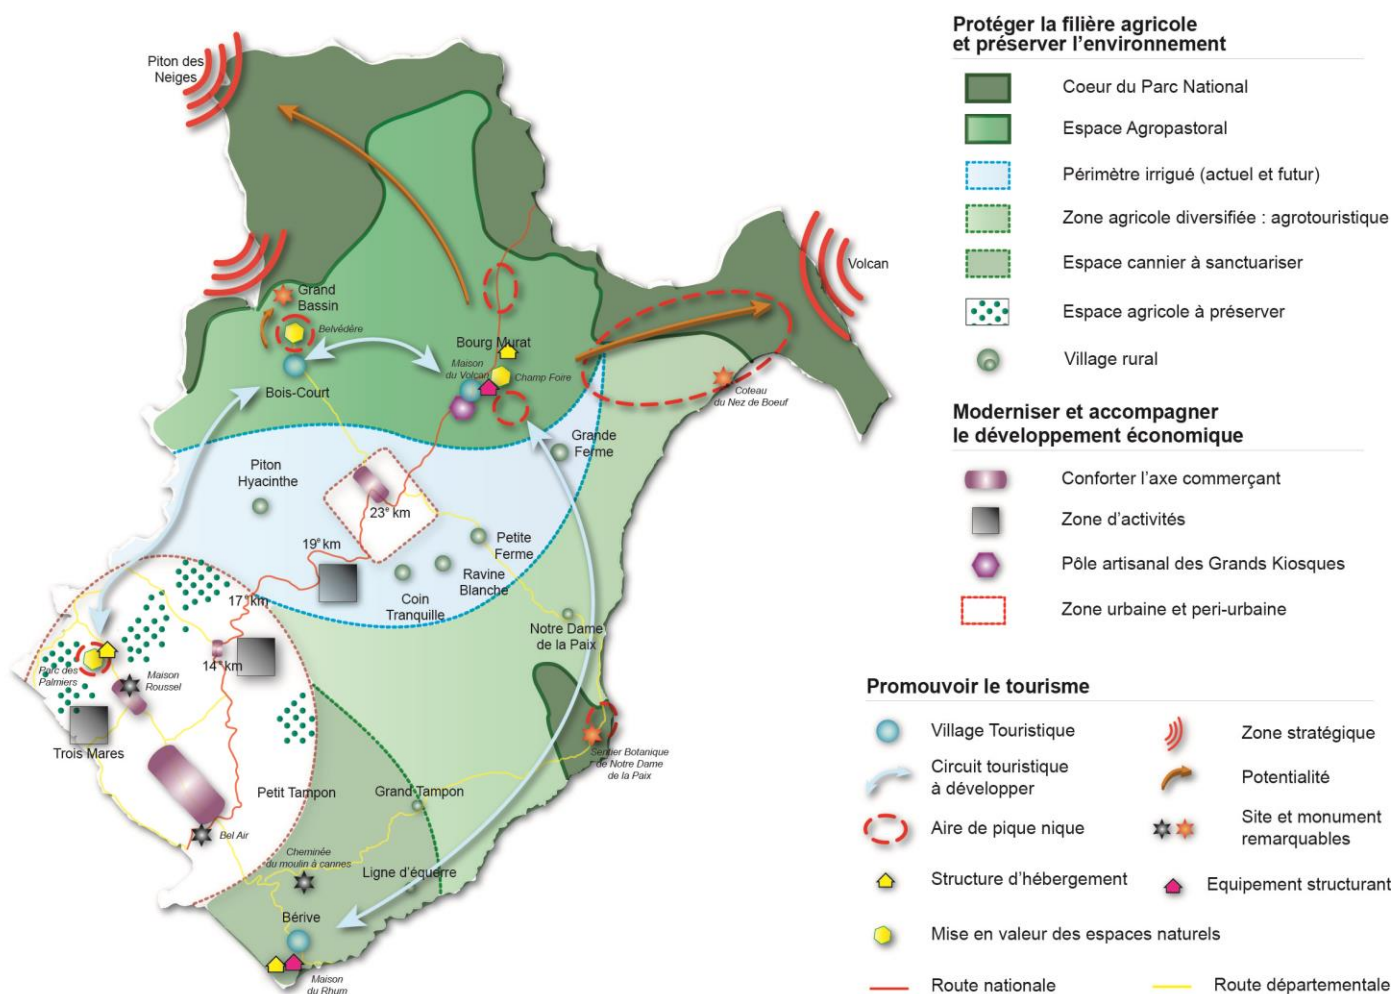 Piton des
Neiges
Volcan
Grand
Bassin
Belvédère
Bois-Court
Bourg Murat
Maison
du Volcan
Champ Foire
Coteau
du Nez de Boeuf
Grande
Ferme
Piton
Hyacinthe
23° km
19° km
Petite
Ferme
Ravine
Blanche
Coin
Tranquille
17° km
Notre Dame
de la Paix
14° km
Parc des
Palmiers
Maison
Roussel
Trois Mares
Sentier Botanique
de Notre Dame
de la Paix
Petit Tampon
Grand Tampon
Bel Air
Cheminée
du moulin à cannes
Ligne d'équerre
Bérive
Maison
du Rhum
Protéger la filière agricole
et préserver l'environnement
Coeur du Parc National
Espace Agropastoral
Périmètre irrigué (actuel et futur)
Zone agricole diversifiée : agrotouristique
Espace cannier à sanctuariser
Espace agricole à préserver
Village rural
Moderniser et accompagner
le développement économique
Conforter l'axe commerçant
Zone d'activités
Pôle artisanal des Grands Kiosques
Zone urbaine et peri-urbaine
Promouvoir le tourisme
Village Touristique
Circuit touristique
à développer
Aire de pique nique
Structure d'hébergement
Mise en valeur des espaces naturels
Route nationale
Zone stratégique
Potentialité
Site et monument
remarquables
Equipement structurant
Route départementale